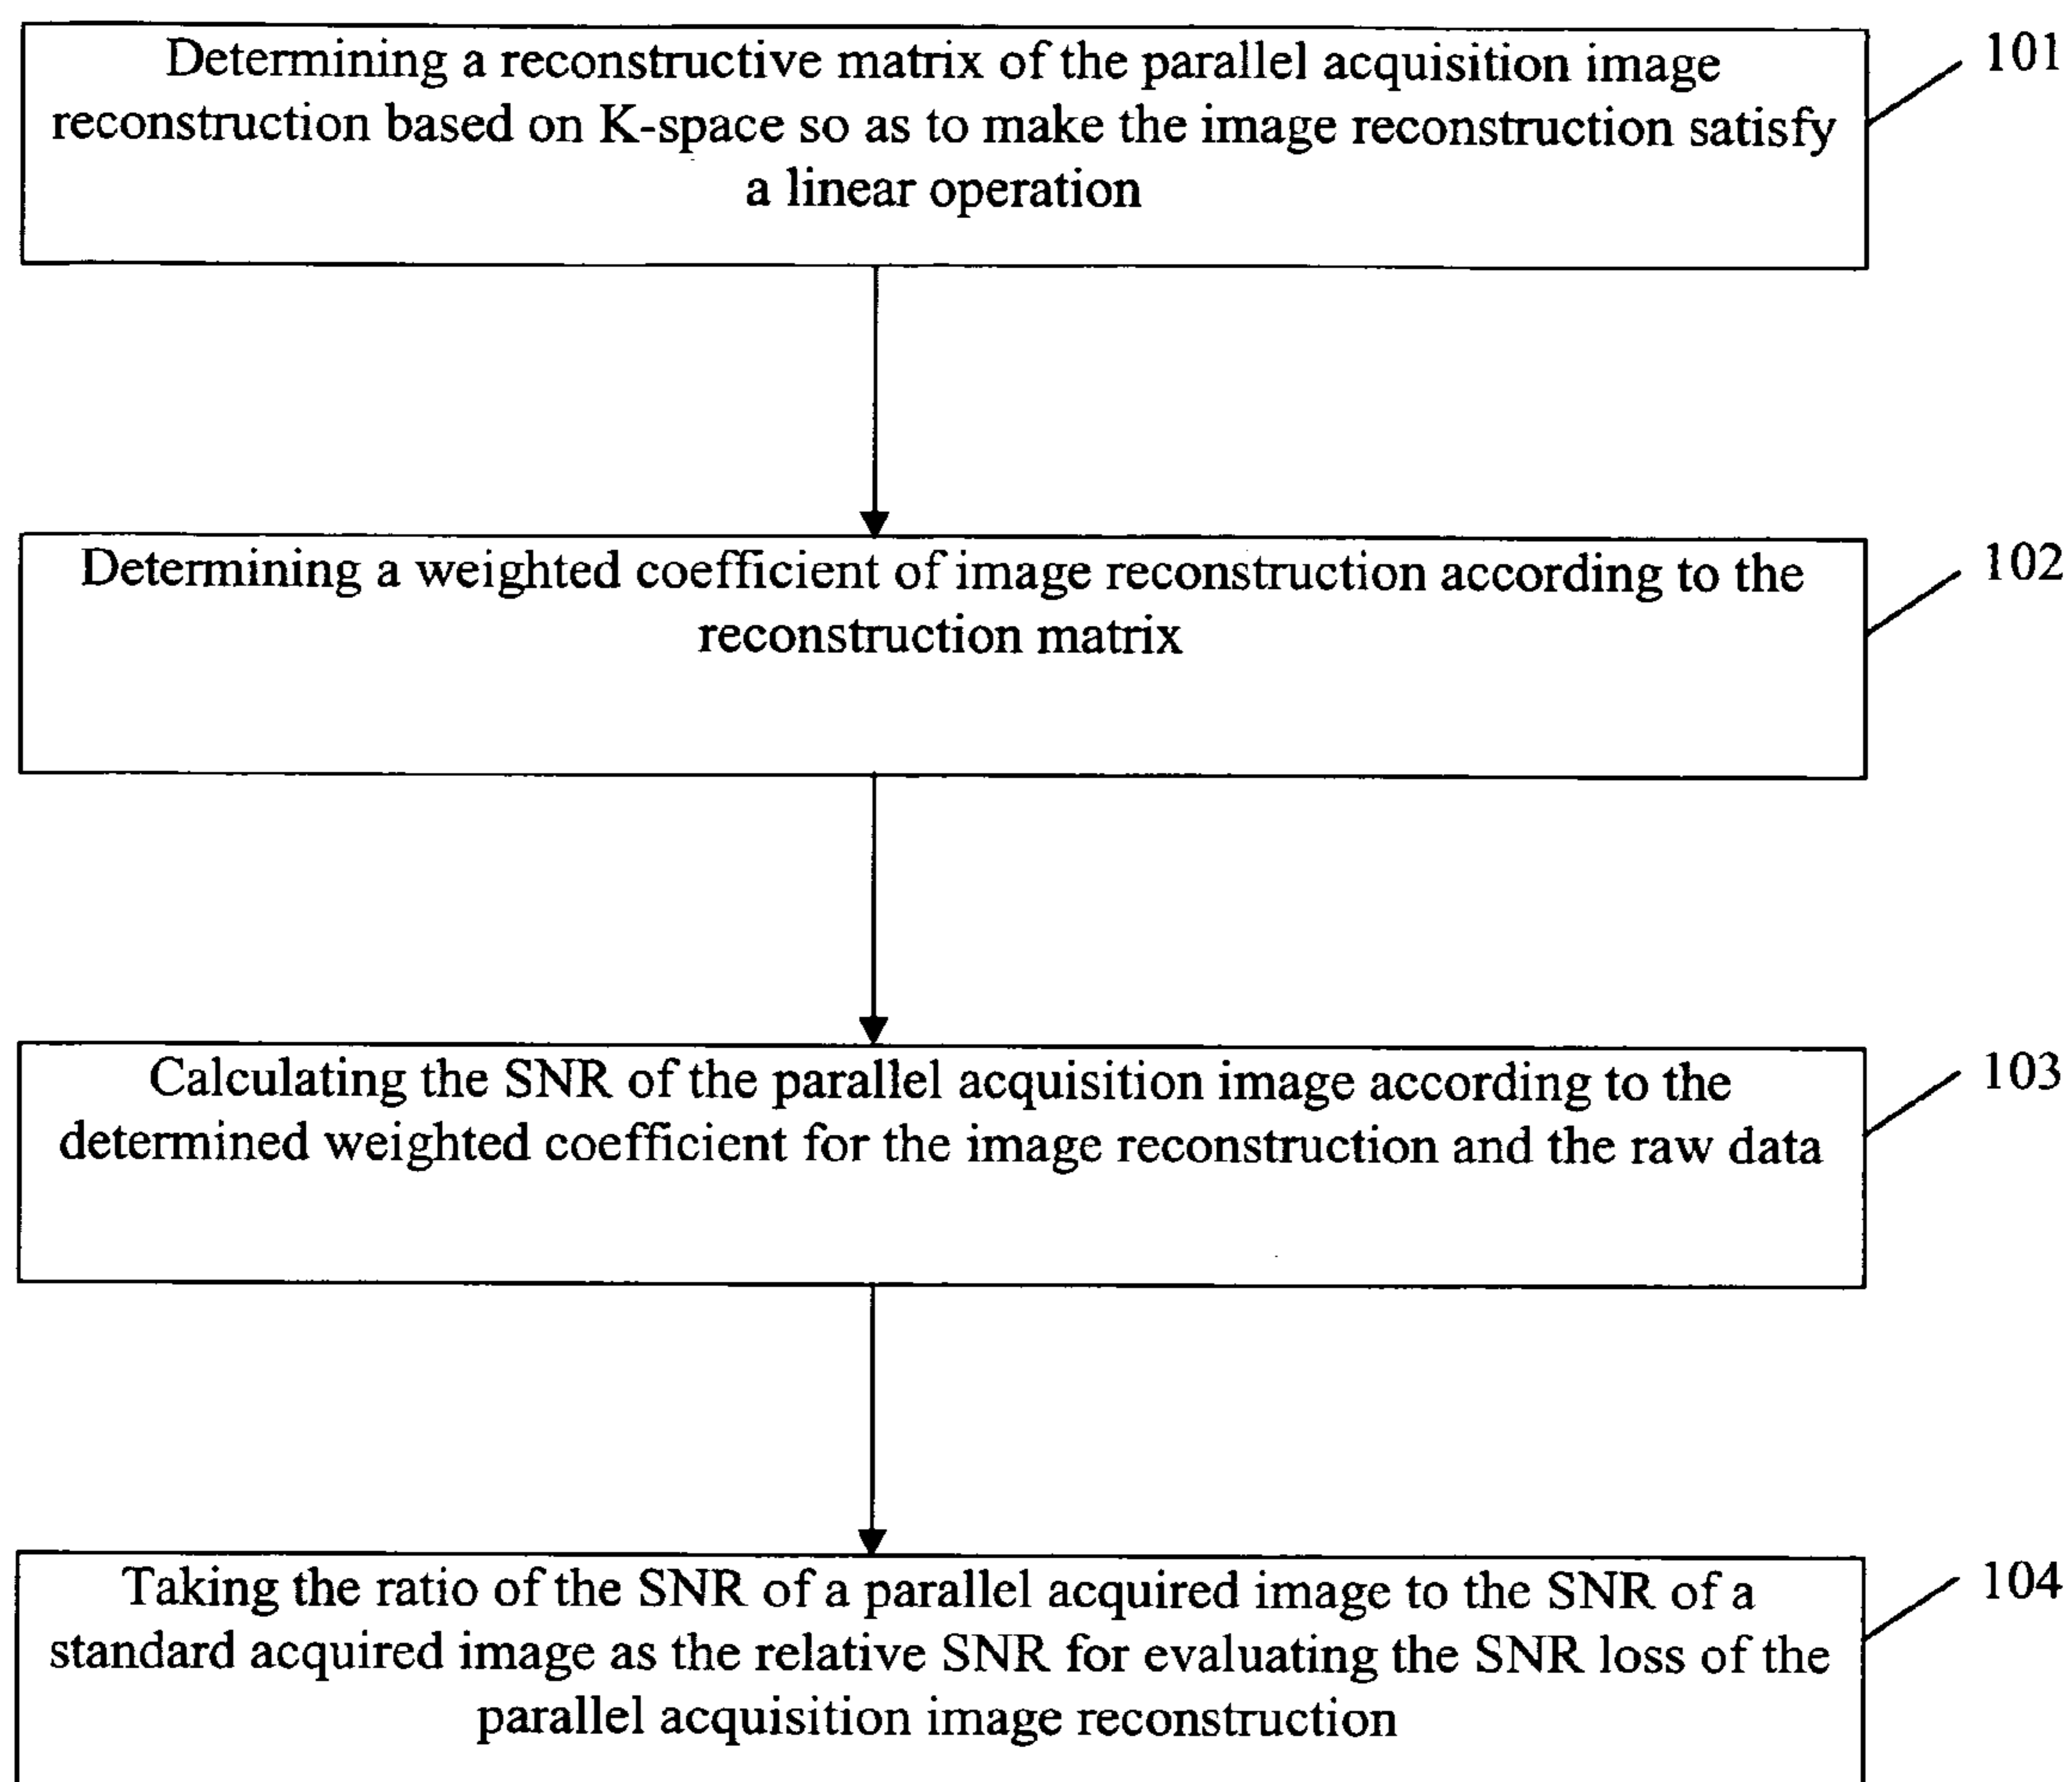 Determining a reconstructive matrix of the parallel acquisition image
reconstruction based on K-space so as to make the image reconstruction satisfy
a linear operation
101
Determining a weighted coefficient of image reconstruction according to the
reconstruction matrix
102
Calculating the SNR of the parallel acquisition image according to the
determined weighted coefficient for the image reconstruction and the raw data
103
Taking the ratio of the SNR of a parallel acquired image to the SNR of a
standard acquired image as the relative SNR for evaluating the SNR loss of the
parallel acquisition image reconstruction
104